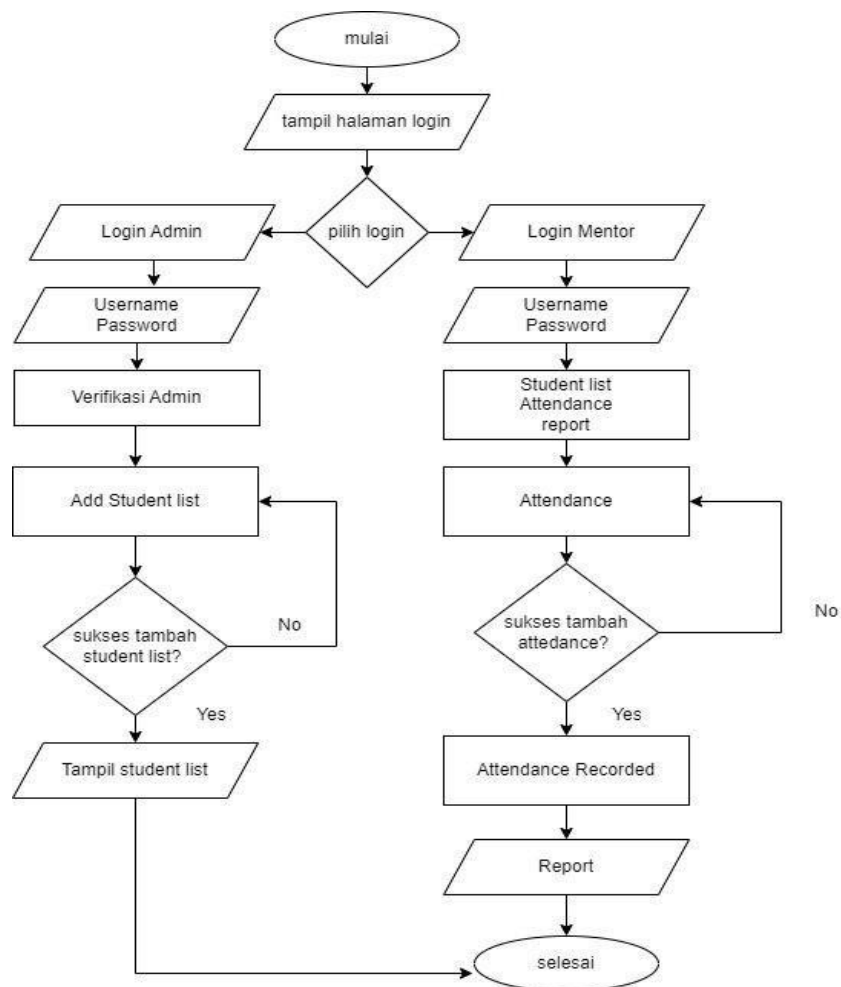 mulai
tampil halaman login
pilih login
Login Admin
Login Mentor
Username
Password
Username
Password
Verifikasi Admin
Student list
Attendance
report
Add Student list
Attendance
sukses tambah
student list?
No
sukses tambah
attedance?
No
Yes
Yes
Tampil student list
Attendance Recorded
Report
selesai